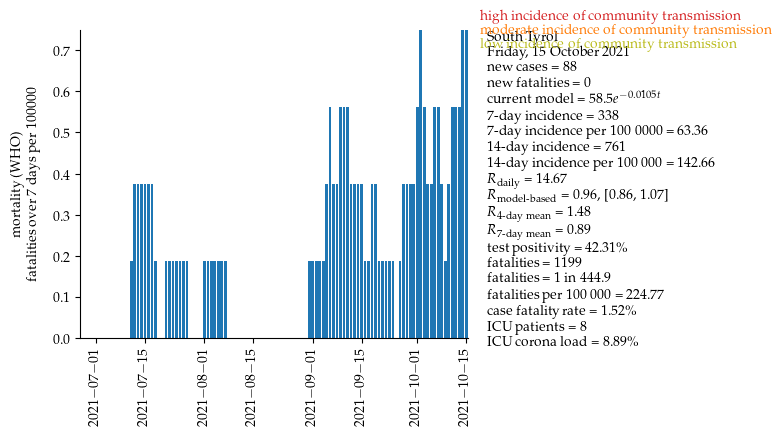 high incidence of community transmission
moderate incidence of community transmission
low incidence of community transmission
South Tyrol
Friday, 15 October 2021
new cases = 88
new fatalities = 0
current model = 58.5e^{−0.0105t}
7-day incidence = 338
7-day incidence per 100 0000 = 63.36
14-day incidence = 761
14-day incidence per 100 000 = 142.66
R_daily = 14.67
R_model-based = 0.96, [0.86, 1.07]
R_4-day mean = 1.48
R_7-day mean = 0.89
test positivity = 42.31%
fatalities = 1199
fatalities = 1 in 444.9
fatalities per 100 000 = 224.77
case fatality rate = 1.52%
ICU patients = 8
ICU corona load = 8.89%
mortality (WHO)
fatalities over 7 days per 100000
0.7
0.6
0.5
0.4
0.3
0.2
0.1
0.0
2021−07−01
2021−07−15
2021−08−01
2021−08−15
2021−09−01
2021−09−15
2021−10−01
2021−10−15